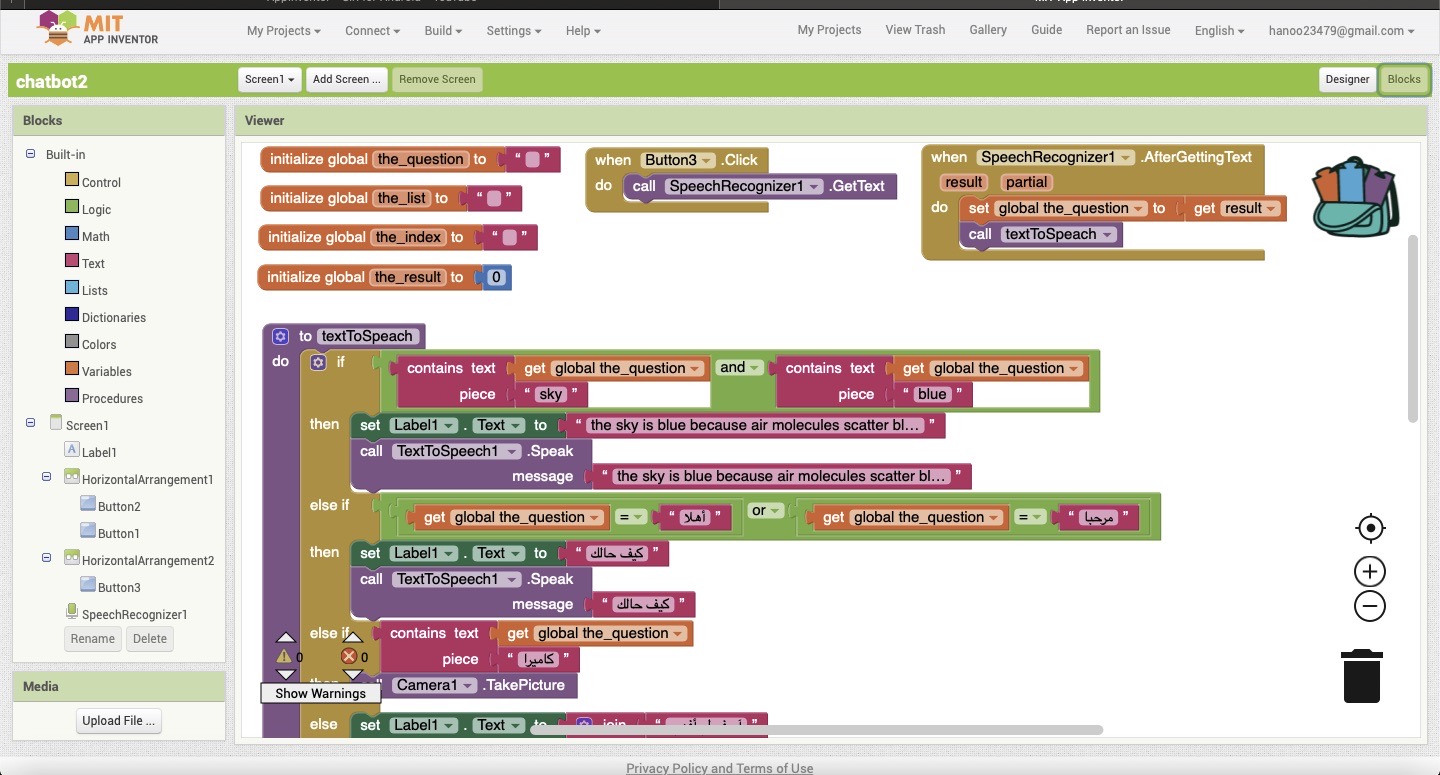 MIT
APP INVENTOR
My Projects
Connect
Build
Settings
Help
My Projects
View Trash
Gallery
Guide
Report an Issue
English
hanoo23479@gmail.com
chatbot2
Screen1
Add Screen ...
Remove Screen
Designer
Blocks
Blocks
Built-in
Control
Logic
Math
Text
Lists
Dictionaries
Colors
Variables
Procedures
Screen1
Label1
HorizontalArrangement1
Button2
Button1
HorizontalArrangement2
Button3
SpeechRecognizer1
Rename
Delete
Media
Upload File ...
Viewer
initialize global the_question to “ ”
initialize global the_list to “ ”
initialize global the_index to “ ”
initialize global the_result to 0
when Button3 .Click
do call SpeechRecognizer1 .GetText
when SpeechRecognizer1 .AfterGettingText
result partial
do set global the_question to get result
call textToSpeach
to textToSpeach
do if contains text get global the_question and contains text get global the_question
piece “ sky ” piece “ blue ”
then set Label1 . Text to “ the sky is blue because air molecules scatter bl... ”
call TextToSpeech1 .Speak
message “ the sky is blue because air molecules scatter bl... ”
else if get global the_question = “ أهلا ” or get global the_question = “ مرحبا ”
then set Label1 . Text to “ كيف حالك ”
call TextToSpeech1 .Speak
message “ كيف حالك ”
else if contains text get global the_question
piece “ كاميرا ”
Camera1 .TakePicture
else set Label1 . Text to join
0 0
Show Warnings
Privacy Policy and Terms of Use